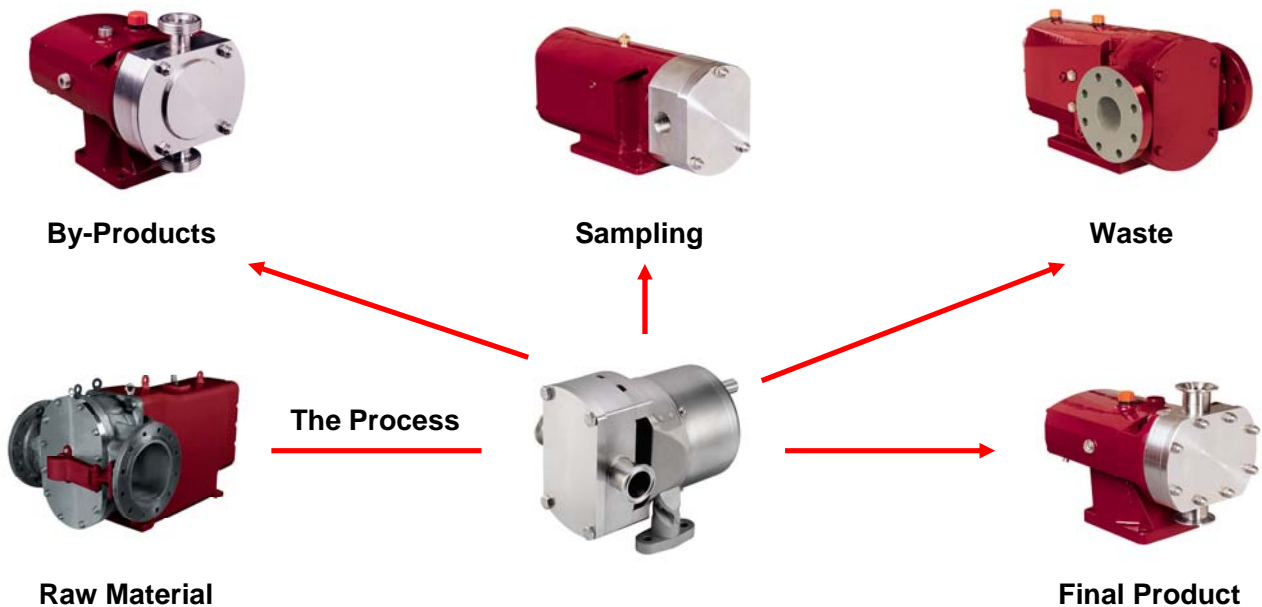 By-Products
Sampling
Waste
The Process
Raw Material
Final Product